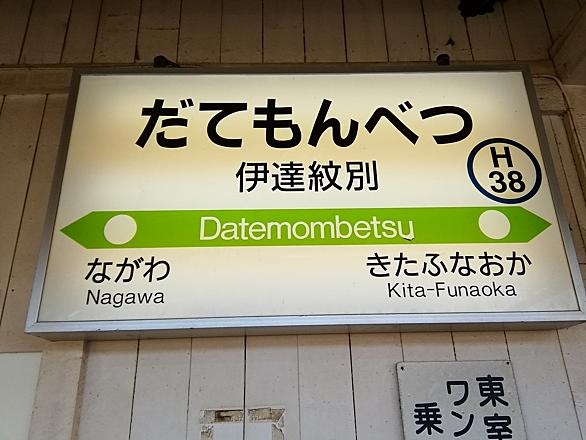 だてもんべつ
伊達紋別
H
38
Datemombetsu
ながわ
きたふなおか
Nagawa
Kita-Funaoka
東室
ワン
乗